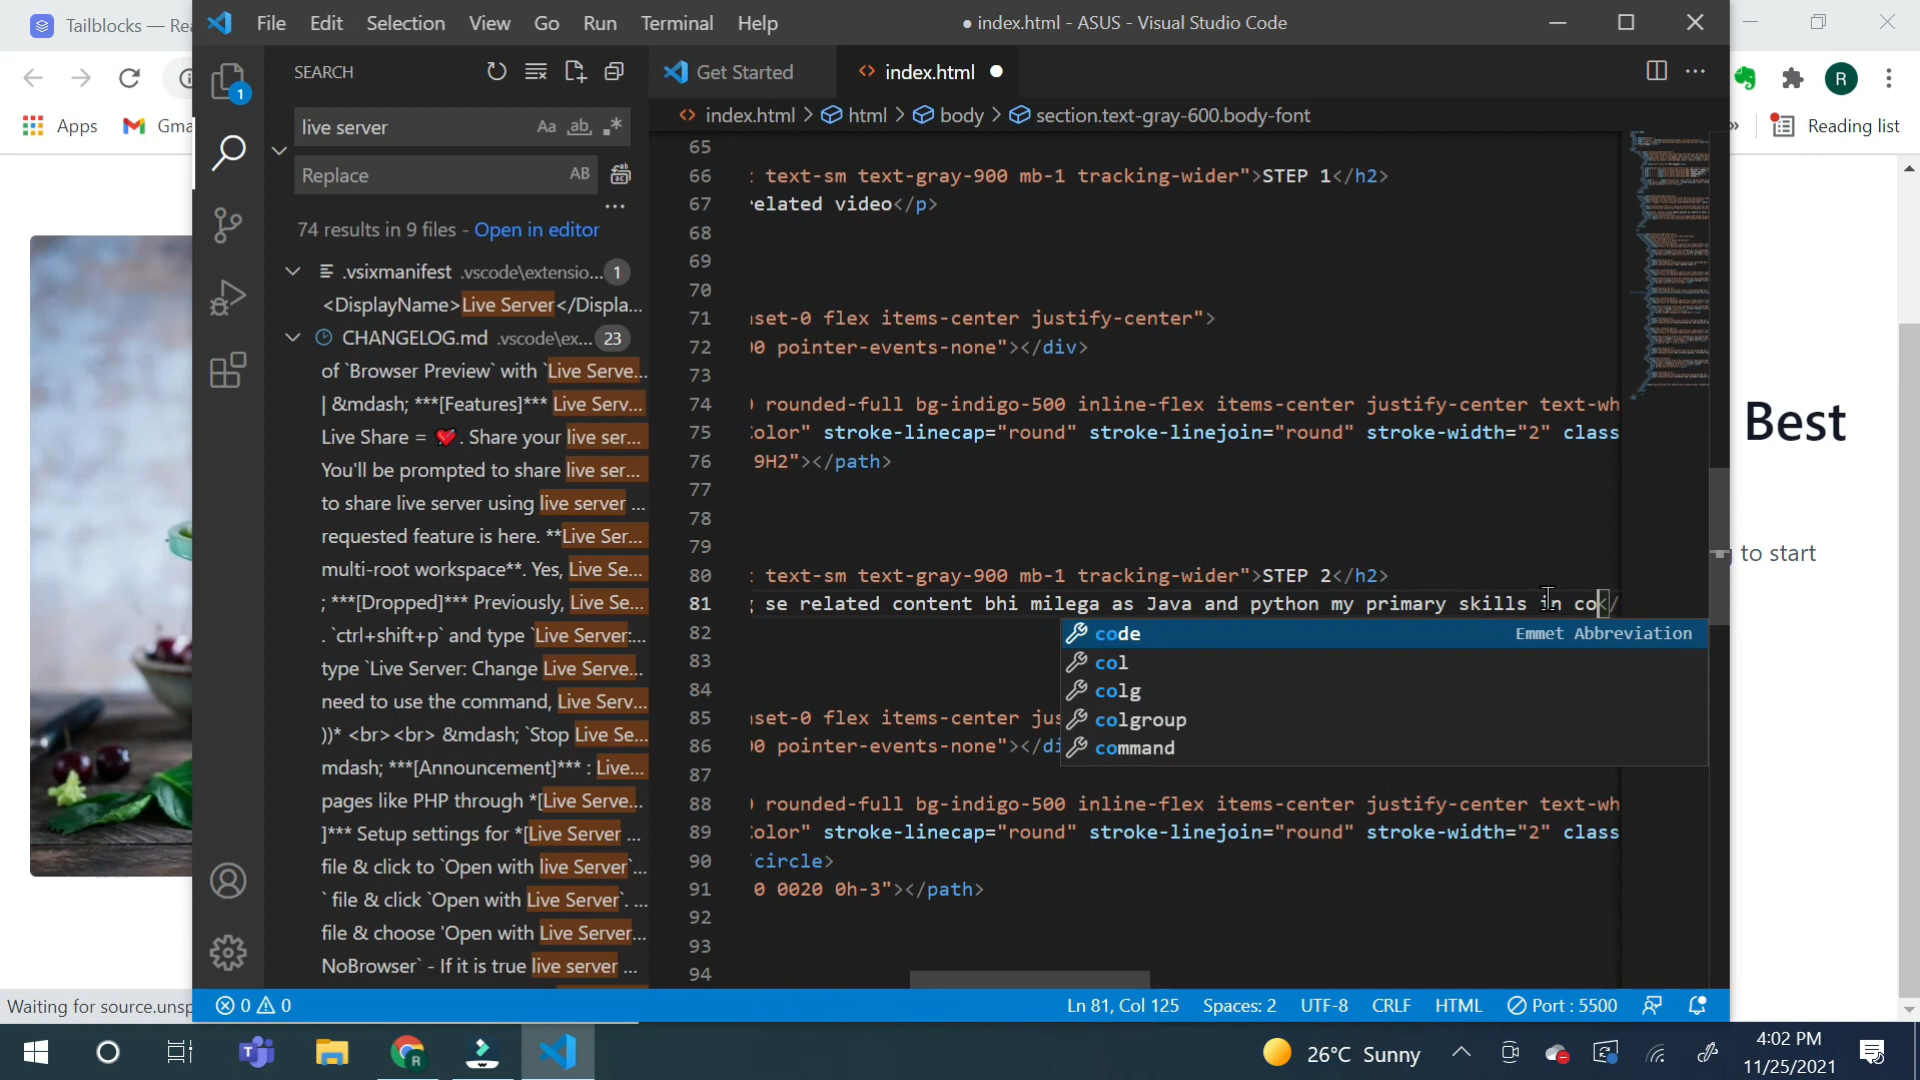 Tailblocks — Rea
File Edit Selection View Go Run Terminal Help
● index.html - ASUS - Visual Studio Code
SEARCH
Get Started
<> index.html ●
Apps
Gma
R
Reading list
1
<> index.html > html > body > section.text-gray-600.body-font
live server
Aa ab .*
Replace
AB
...
74 results in 9 files - Open in editor
.vsixmanifest .vscode\extensio... 1
<DisplayName>Live Server</Displa...
CHANGELOG.md .vscode\ex... 23
of `Browser Preview` with `Live Serve...
| &mdash; ***[Features]*** Live Serv...
Live Share = 💓. Share your live ser...
You'll be prompted to share live ser...
to share live server using live server ...
requested feature is here. **Live Ser...
multi-root workspace**. Yes, Live Se...
; ***[Dropped]*** Previously, Live Se...
. `ctrl+shift+p` and type `Live Server:...
type `Live Server: Change Live Serve...
need to use the command, Live Serve...
))* <br><br> &mdash; `Stop Live Se...
mdash; ***[Announcement]*** : Live...
pages like PHP through *[Live Serve...
]*** Setup settings for *[Live Server ...
file & click to `Open with live Server`...
` file & click `Open with Live Server`. ...
file & choose 'Open with Live Server...
NoBrowser` - If it is true live server ...
65
66 text-sm text-gray-900 mb-1 tracking-wider">STEP 1</h2>
67 related video</p>
68
69
70
71 nset-0 flex items-center justify-center">
72 00 pointer-events-none"></div>
73
74 rounded-full bg-indigo-500 inline-flex items-center justify-center text-wh
75 Color" stroke-linecap="round" stroke-linejoin="round" stroke-width="2" class
76 9H2"></path>
77
78
79
80 text-sm text-gray-900 mb-1 tracking-wider">STEP 2</h2>
81 g se related content bhi milega as Java and python my primary skills in co</
82
83
84
85 nset-0 flex items-center jus
86 00 pointer-events-none"></di
87
88 rounded-full bg-indigo-500 inline-flex items-center justify-center text-wh
89 Color" stroke-linecap="round" stroke-linejoin="round" stroke-width="2" class
90 circle>
91 0 0020 0h-3"></path>
92
93
94
code Emmet Abbreviation
col
colg
colgroup
command
Best
to start
Waiting for source.unsp
0 0
Ln 81, Col 125 Spaces: 2 UTF-8 CRLF HTML Port : 5500
26°C Sunny
4:02 PM
11/25/2021